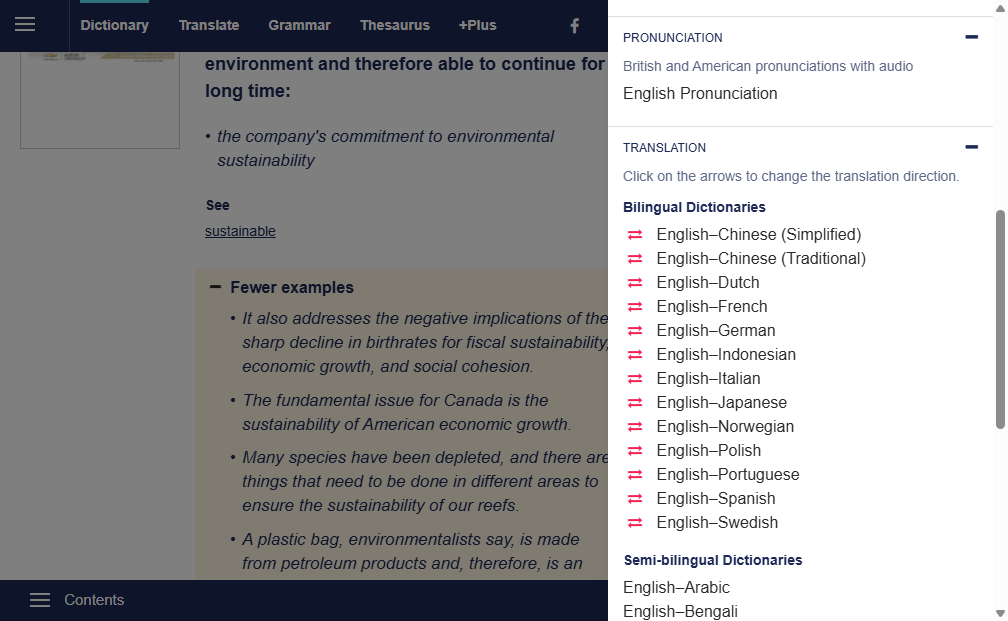 Dictionary
Translate
Grammar
Thesaurus
+Plus
environment and therefore able to continue for
long time:
• the company's commitment to environmental
sustainability
See
sustainable
Fewer examples
• It also addresses the negative implications of the
sharp decline in birthrates for fiscal sustainability,
economic growth, and social cohesion.
• The fundamental issue for Canada is the
sustainability of American economic growth.
• Many species have been depleted, and there are
things that need to be done in different areas to
ensure the sustainability of our reefs.
• A plastic bag, environmentalists say, is made
from petroleum products and, therefore, is an
Contents
PRONUNCIATION
British and American pronunciations with audio
English Pronunciation
TRANSLATION
Click on the arrows to change the translation direction.
Bilingual Dictionaries
English–Chinese (Simplified)
English–Chinese (Traditional)
English–Dutch
English–French
English–German
English–Indonesian
English–Italian
English–Japanese
English–Norwegian
English–Polish
English–Portuguese
English–Spanish
English–Swedish
Semi-bilingual Dictionaries
English–Arabic
English–Bengali